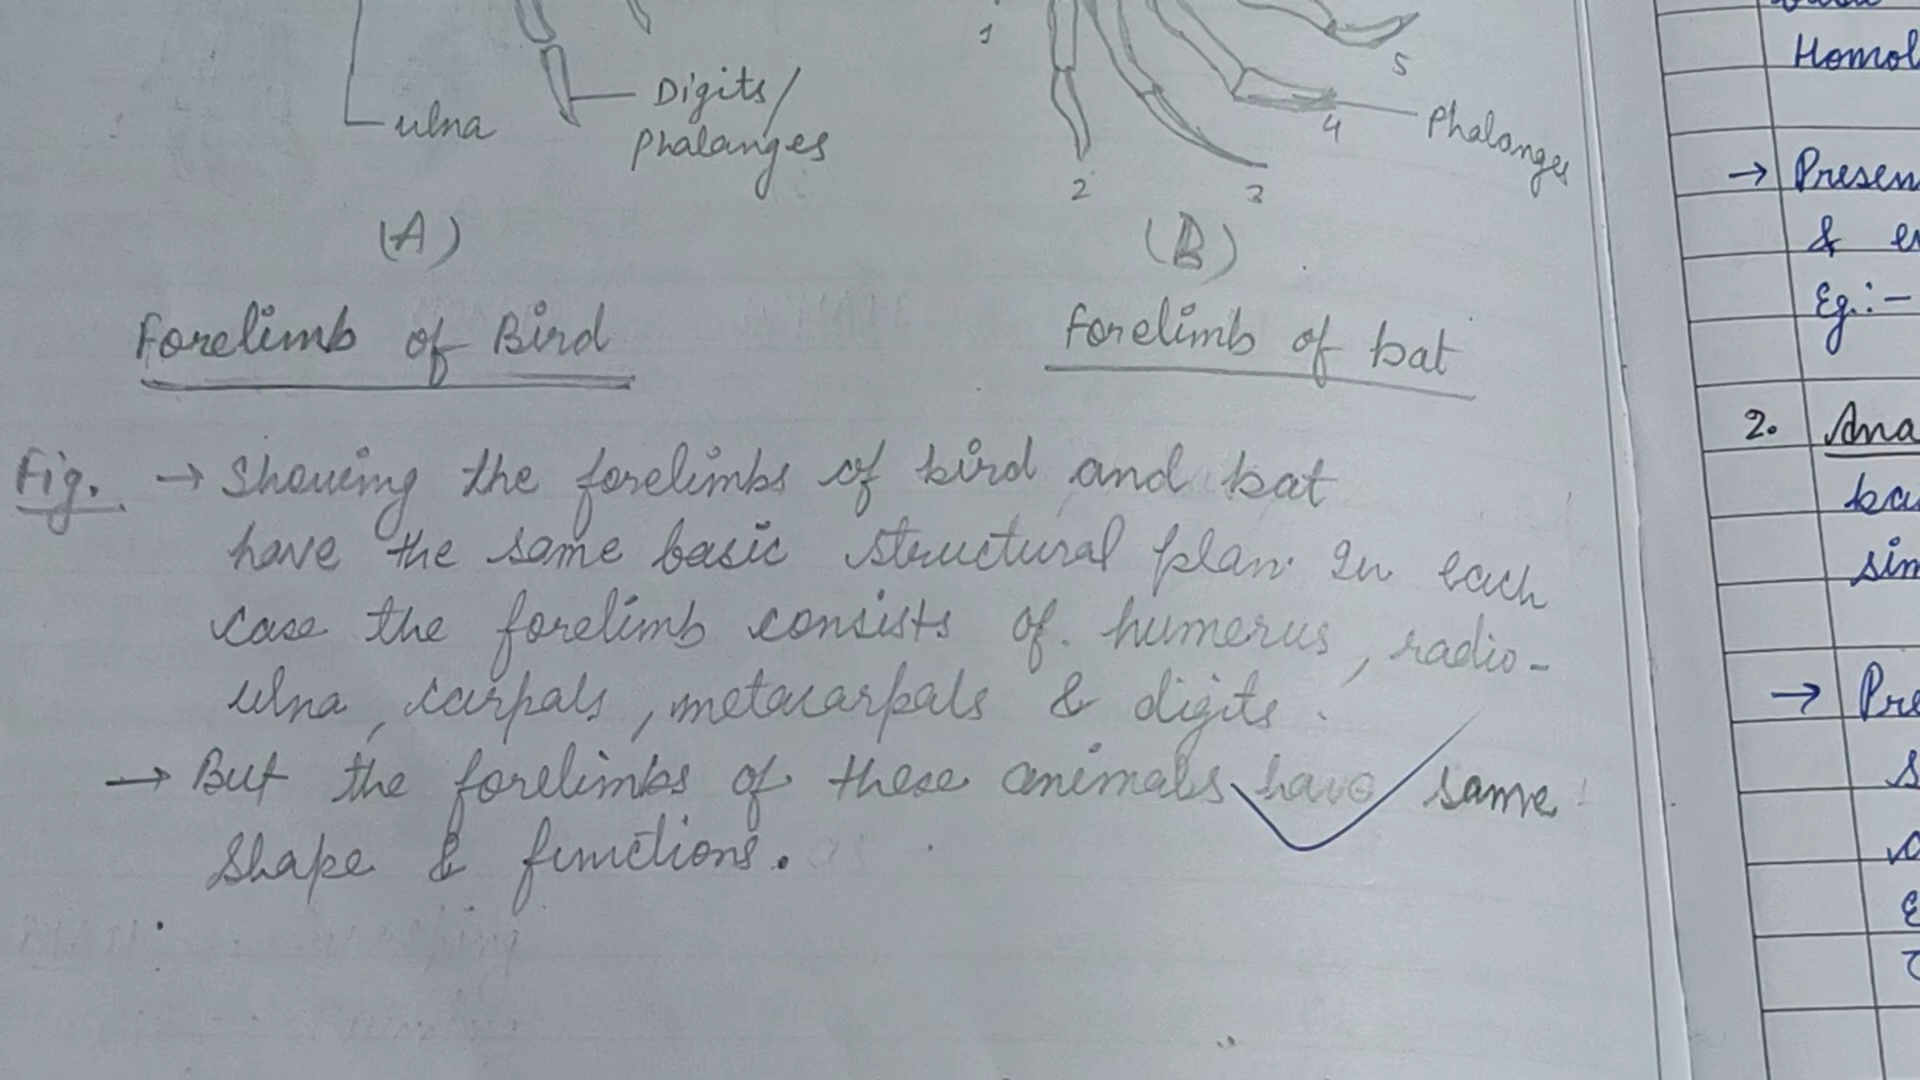 ulna
Digits/
Phalanges
1
2
3
4
5
Phalanges
(A)
(B)
Forelimb of Bird
Forelimb of bat
Fig. → Showing the forelimbs of bird and bat
have the same basic structural plan. In each
case the forelimb consists of. humerus, radio-
ulna, carpals, metacarpals & digits.
→ But the forelimbs of these animals have same
shape & functions.
Homol
→ Presen
&
Eg.:-
2. Ana
ba
sim
→ Pre